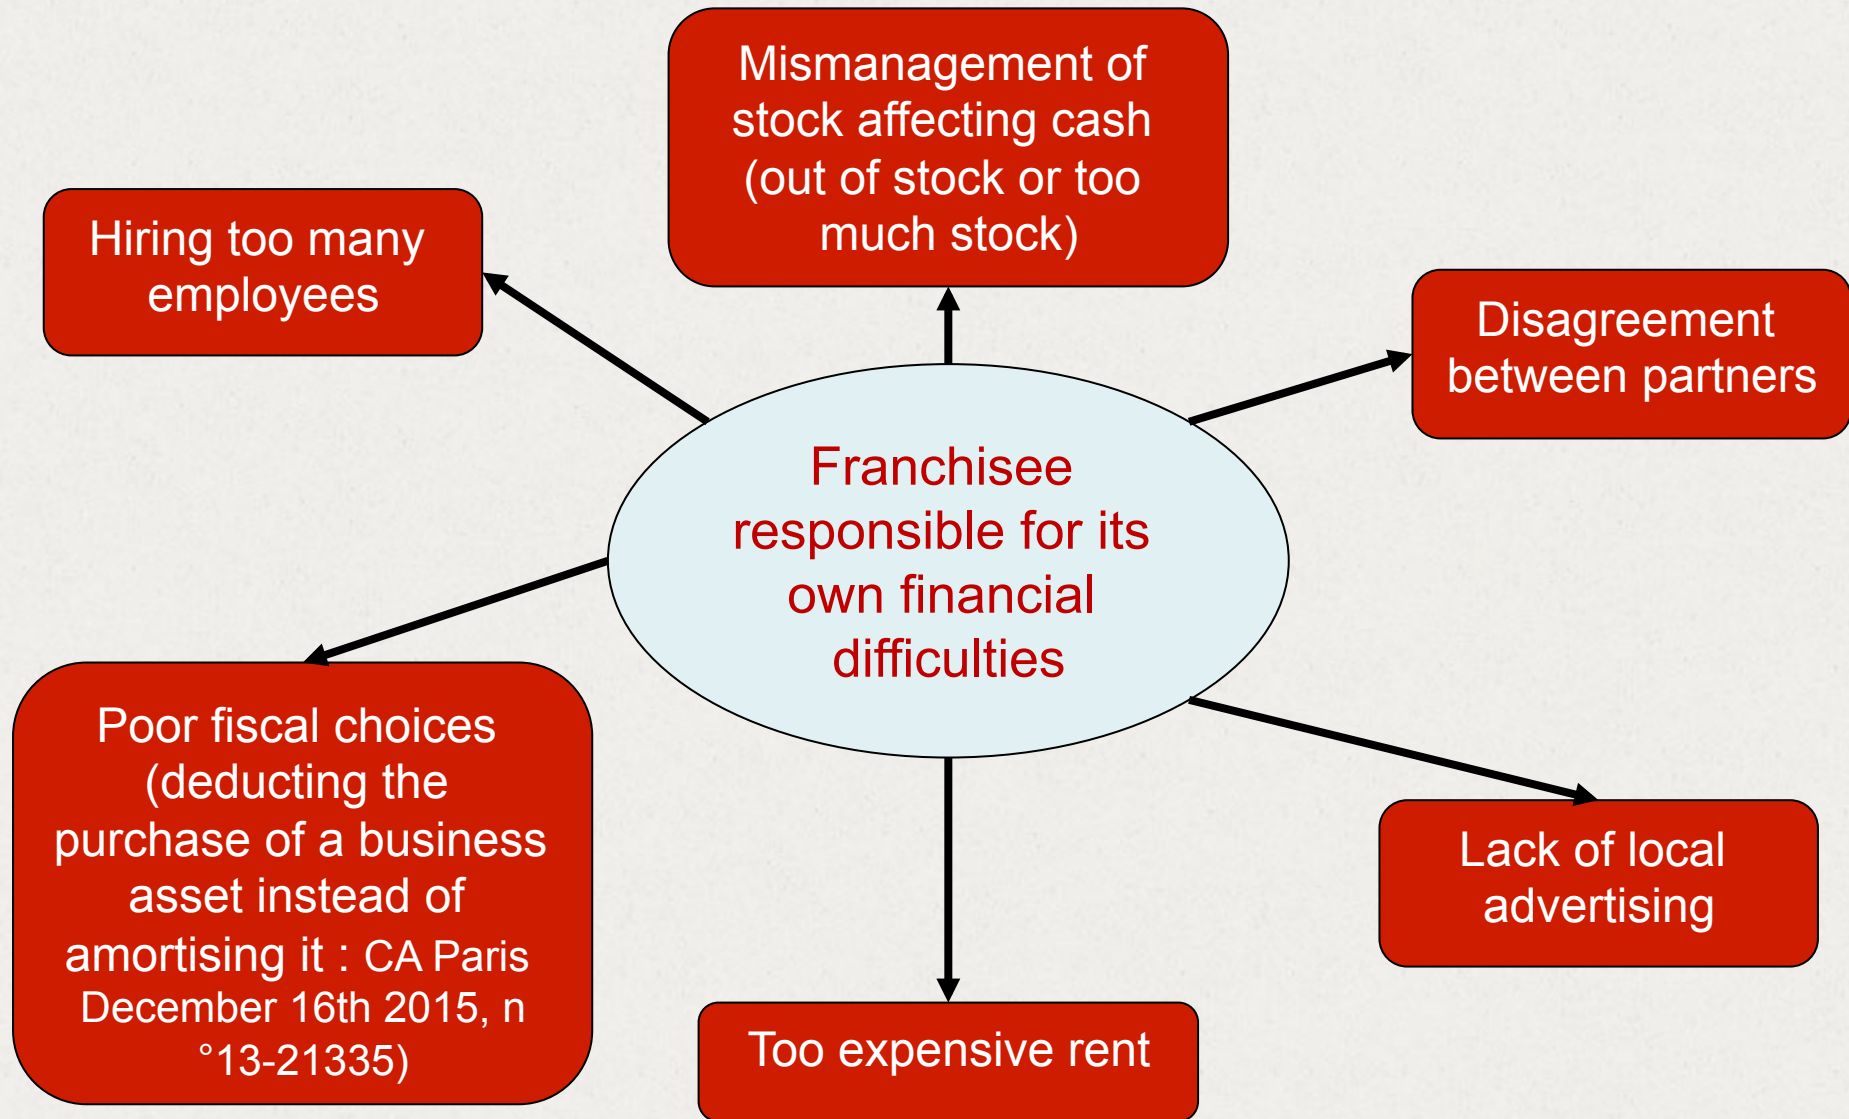 Mismanagement of
stock affecting cash
(out of stock or too
much stock)
Hiring too many
employees
Disagreement
between partners
Franchisee
responsible for its
own financial
difficulties
Poor fiscal choices
(deducting the
purchase of a business
asset instead of
amortising it : CA Paris
December 16th 2015, n
°13-21335)
Lack of local
advertising
Too expensive rent